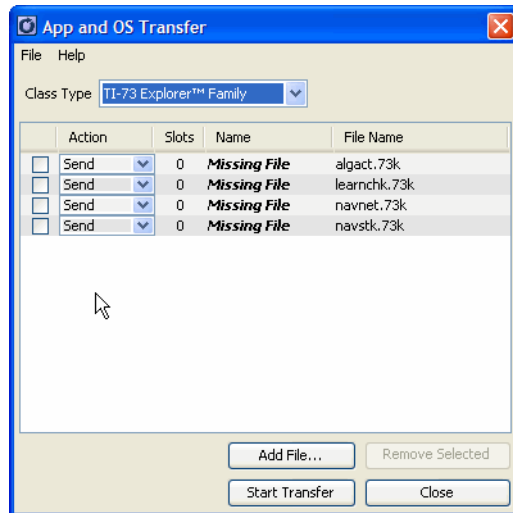 App and OS Transfer
File Help
Class Type TI-73 Explorer™ Family
Action Slots Name File Name
Send 0 Missing File algact.73k
Send 0 Missing File learnchk.73k
Send 0 Missing File navnet.73k
Send 0 Missing File navstk.73k
Add File... Remove Selected
Start Transfer Close